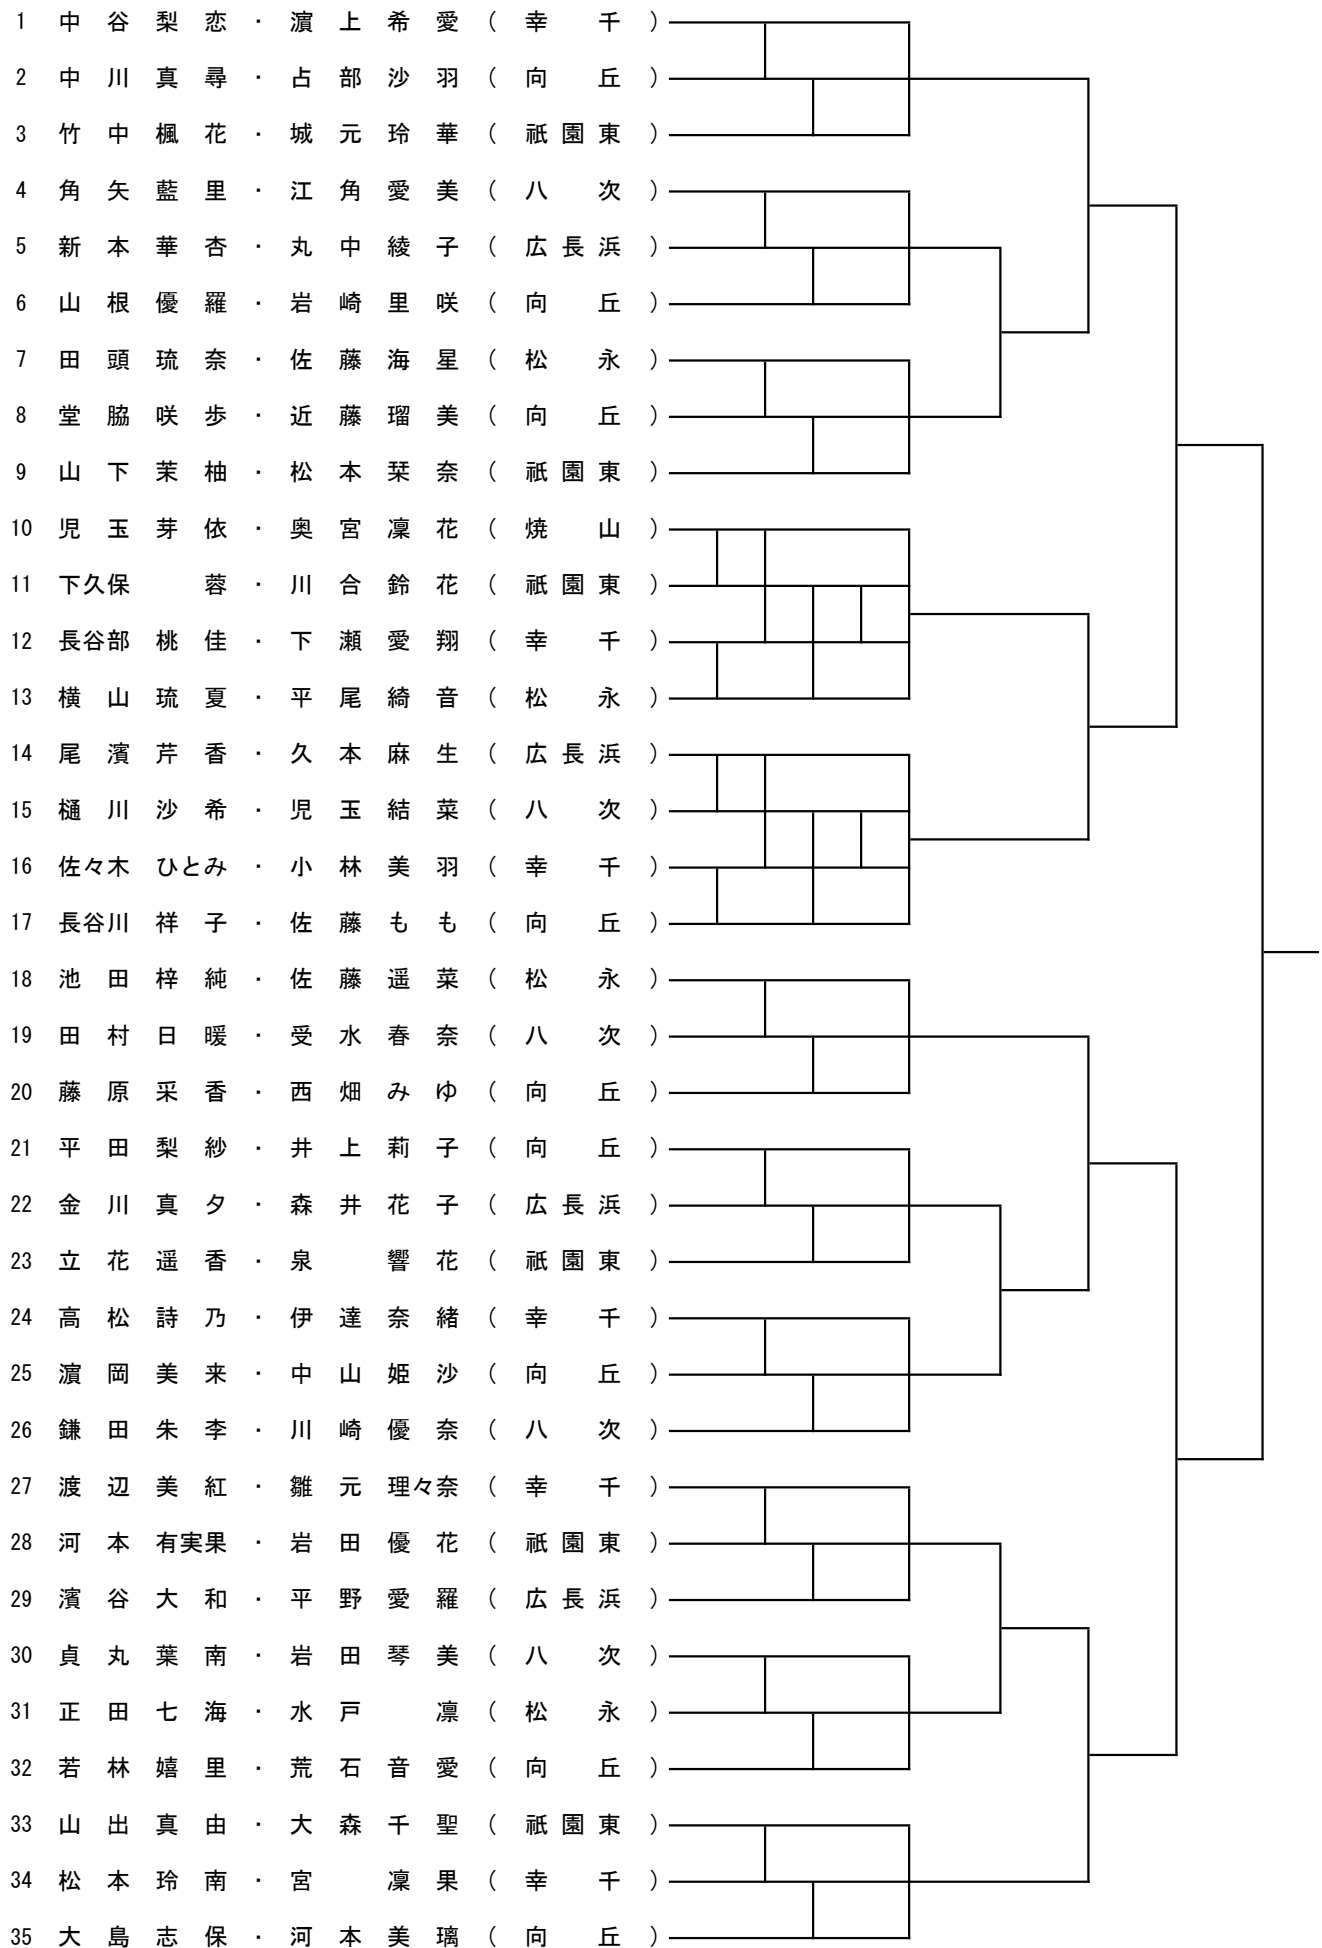 1 中谷梨恋・濵上希愛（幸千）
2 中川真尋・占部沙羽（向丘）
3 竹中楓花・城元玲華（祇園東）
4 角矢藍里・江角愛美（八次）
5 新本華杏・丸中綾子（広長浜）
6 山根優羅・岩崎里咲（向丘）
7 田頭琉奈・佐藤海星（松永）
8 堂脇咲歩・近藤瑠美（向丘）
9 山下茉柚・松本栞奈（祇園東）
10 児玉芽依・奥宮凜花（焼山）
11 下久保蓉・川合鈴花（祇園東）
12 長谷部桃佳・下瀬愛翔（幸千）
13 横山琉夏・平尾綺音（松永）
14 尾濱芹香・久本麻生（広長浜）
15 樋川沙希・児玉結菜（八次）
16 佐々木ひとみ・小林美羽（幸千）
17 長谷川祥子・佐藤もも（向丘）
18 池田梓純・佐藤遥菜（松永）
19 田村日暖・受水春奈（八次）
20 藤原采香・西畑みゆ（向丘）
21 平田梨紗・井上莉子（向丘）
22 金川真夕・森井花子（広長浜）
23 立花遥香・泉響花（祇園東）
24 高松詩乃・伊達奈緒（幸千）
25 濵岡美来・中山姫沙（向丘）
26 鎌田朱李・川崎優奈（八次）
27 渡辺美紅・雛元理々奈（幸千）
28 河本有実果・岩田優花（祇園東）
29 濱谷大和・平野愛羅（広長浜）
30 貞丸葉南・岩田琴美（八次）
31 正田七海・水戸凛（松永）
32 若林嬉里・荒石音愛（向丘）
33 山出真由・大森千聖（祇園東）
34 松本玲南・宮凜果（幸千）
35 大島志保・河本美璃（向丘）